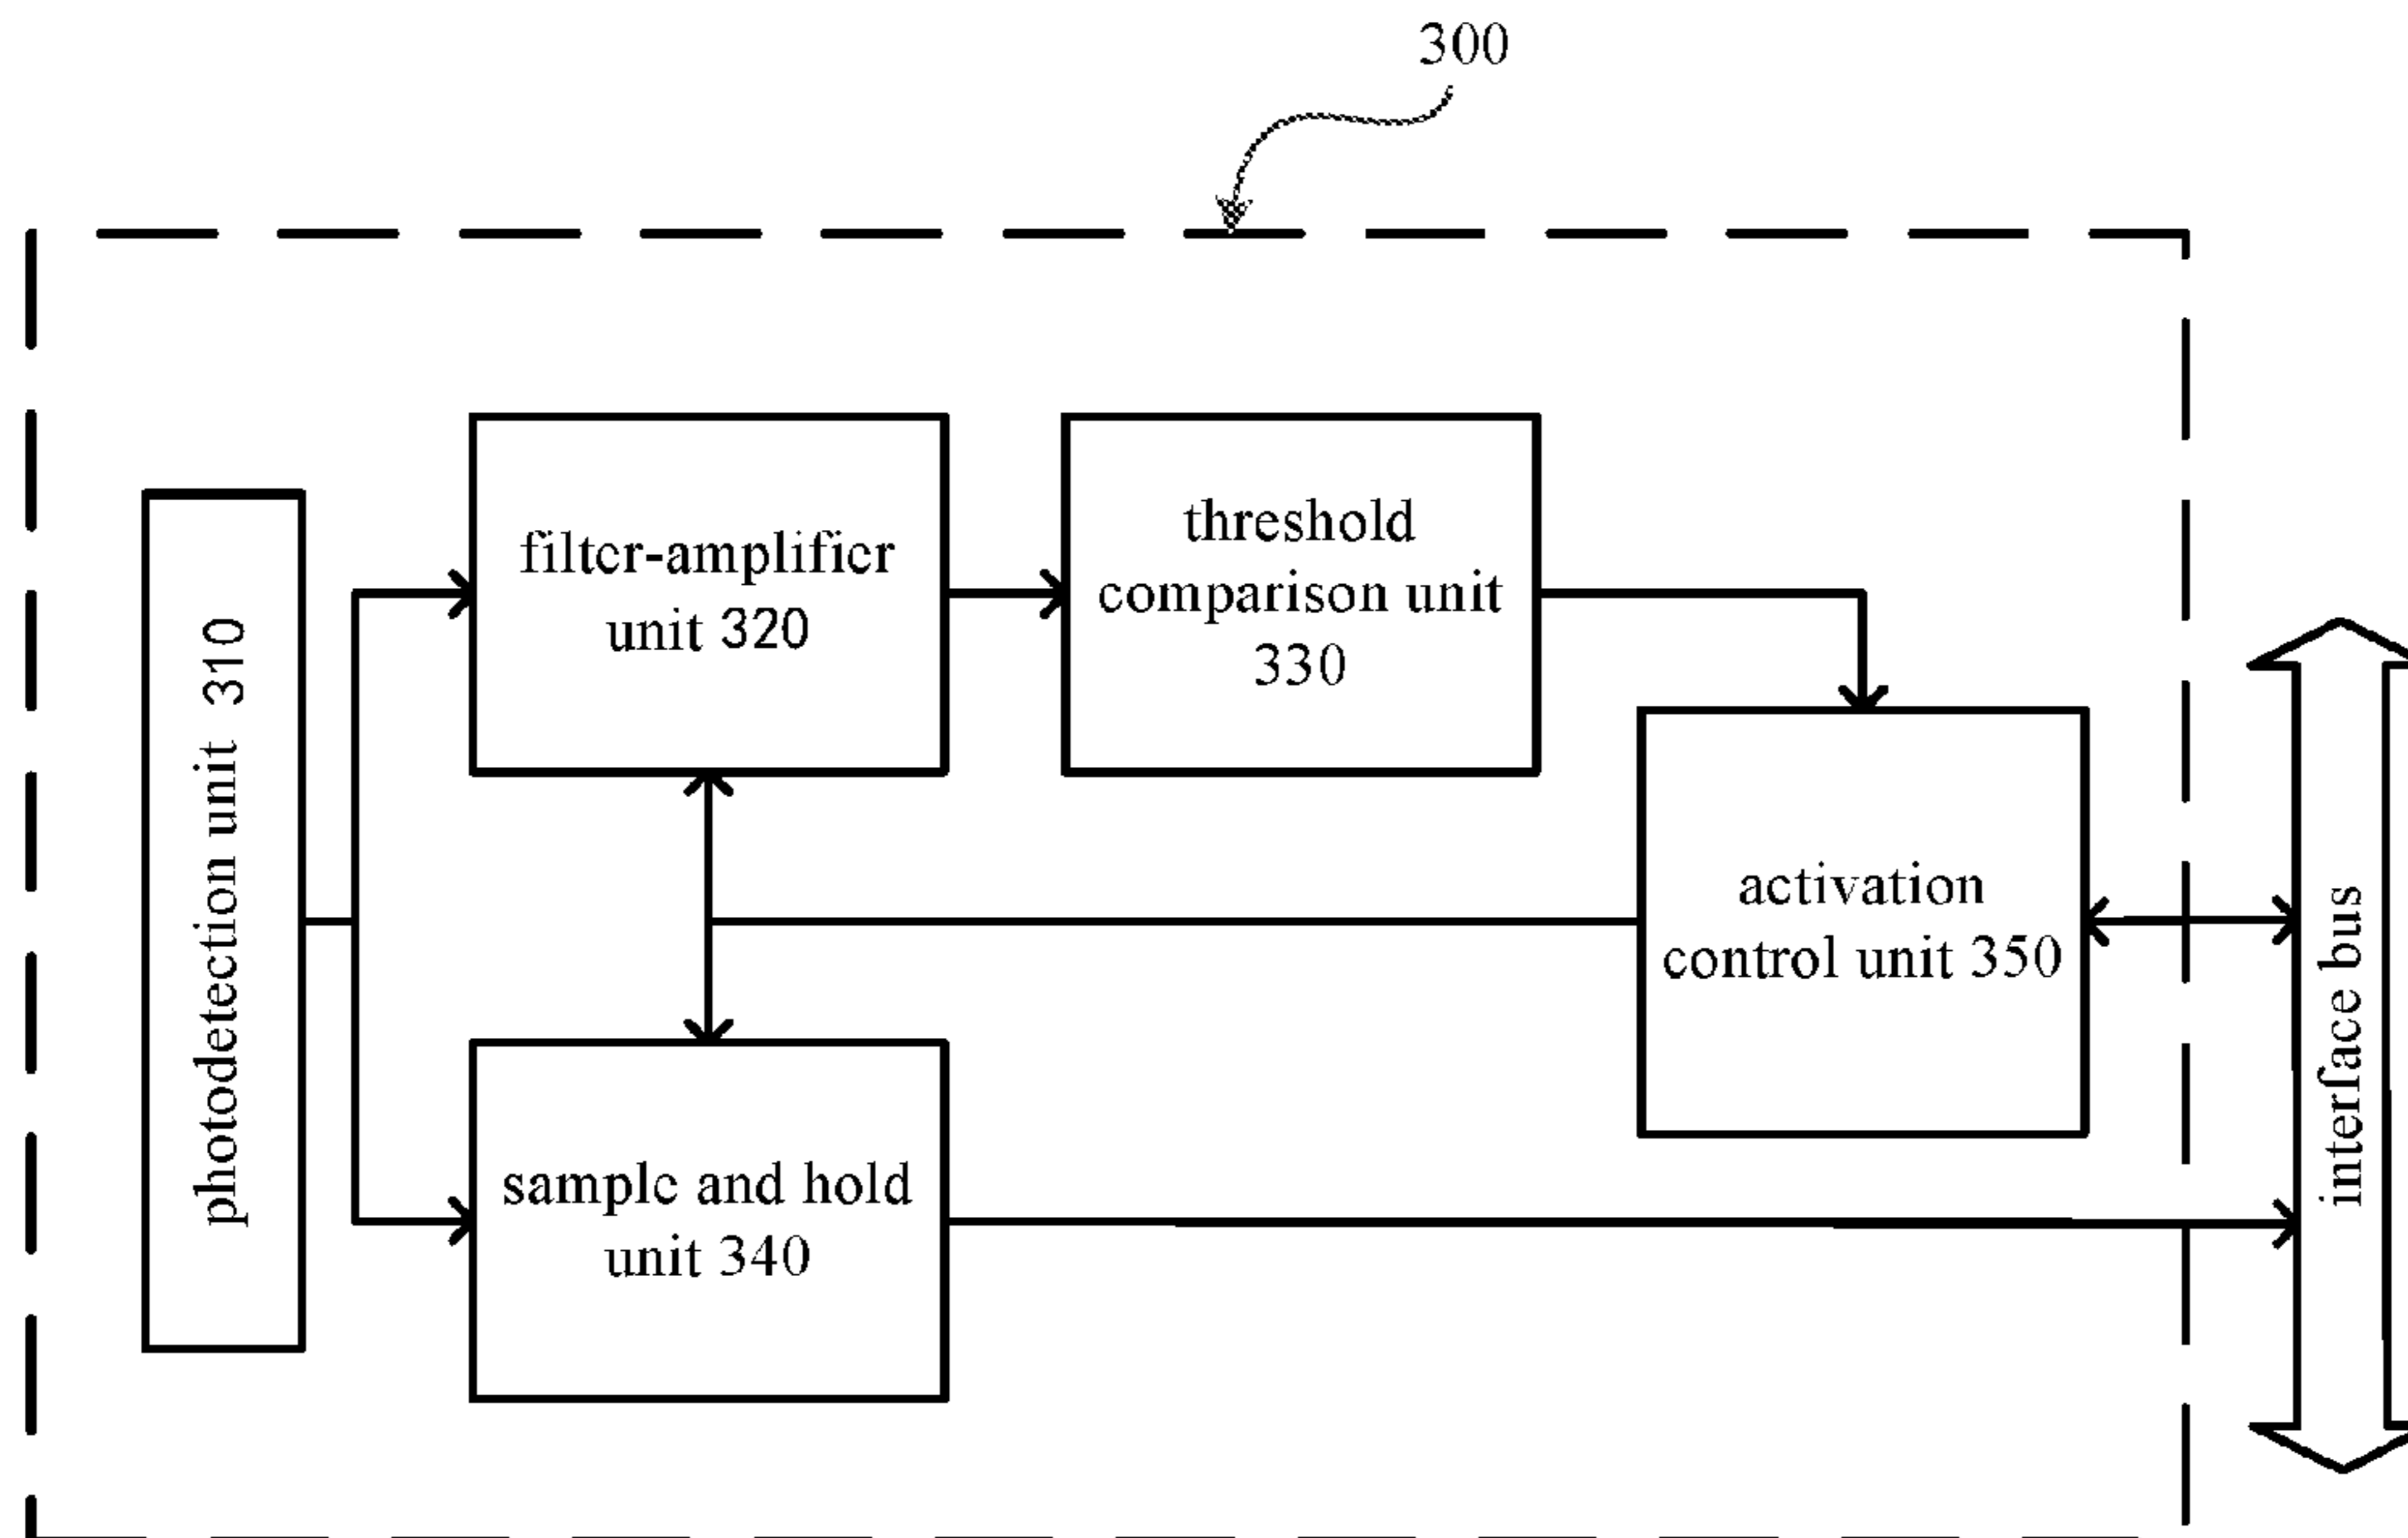 300
photodetection unit 310
filter-amplifier
unit 320
threshold
comparison unit
330
activation
control unit 350
sample and hold
unit 340
interface bus